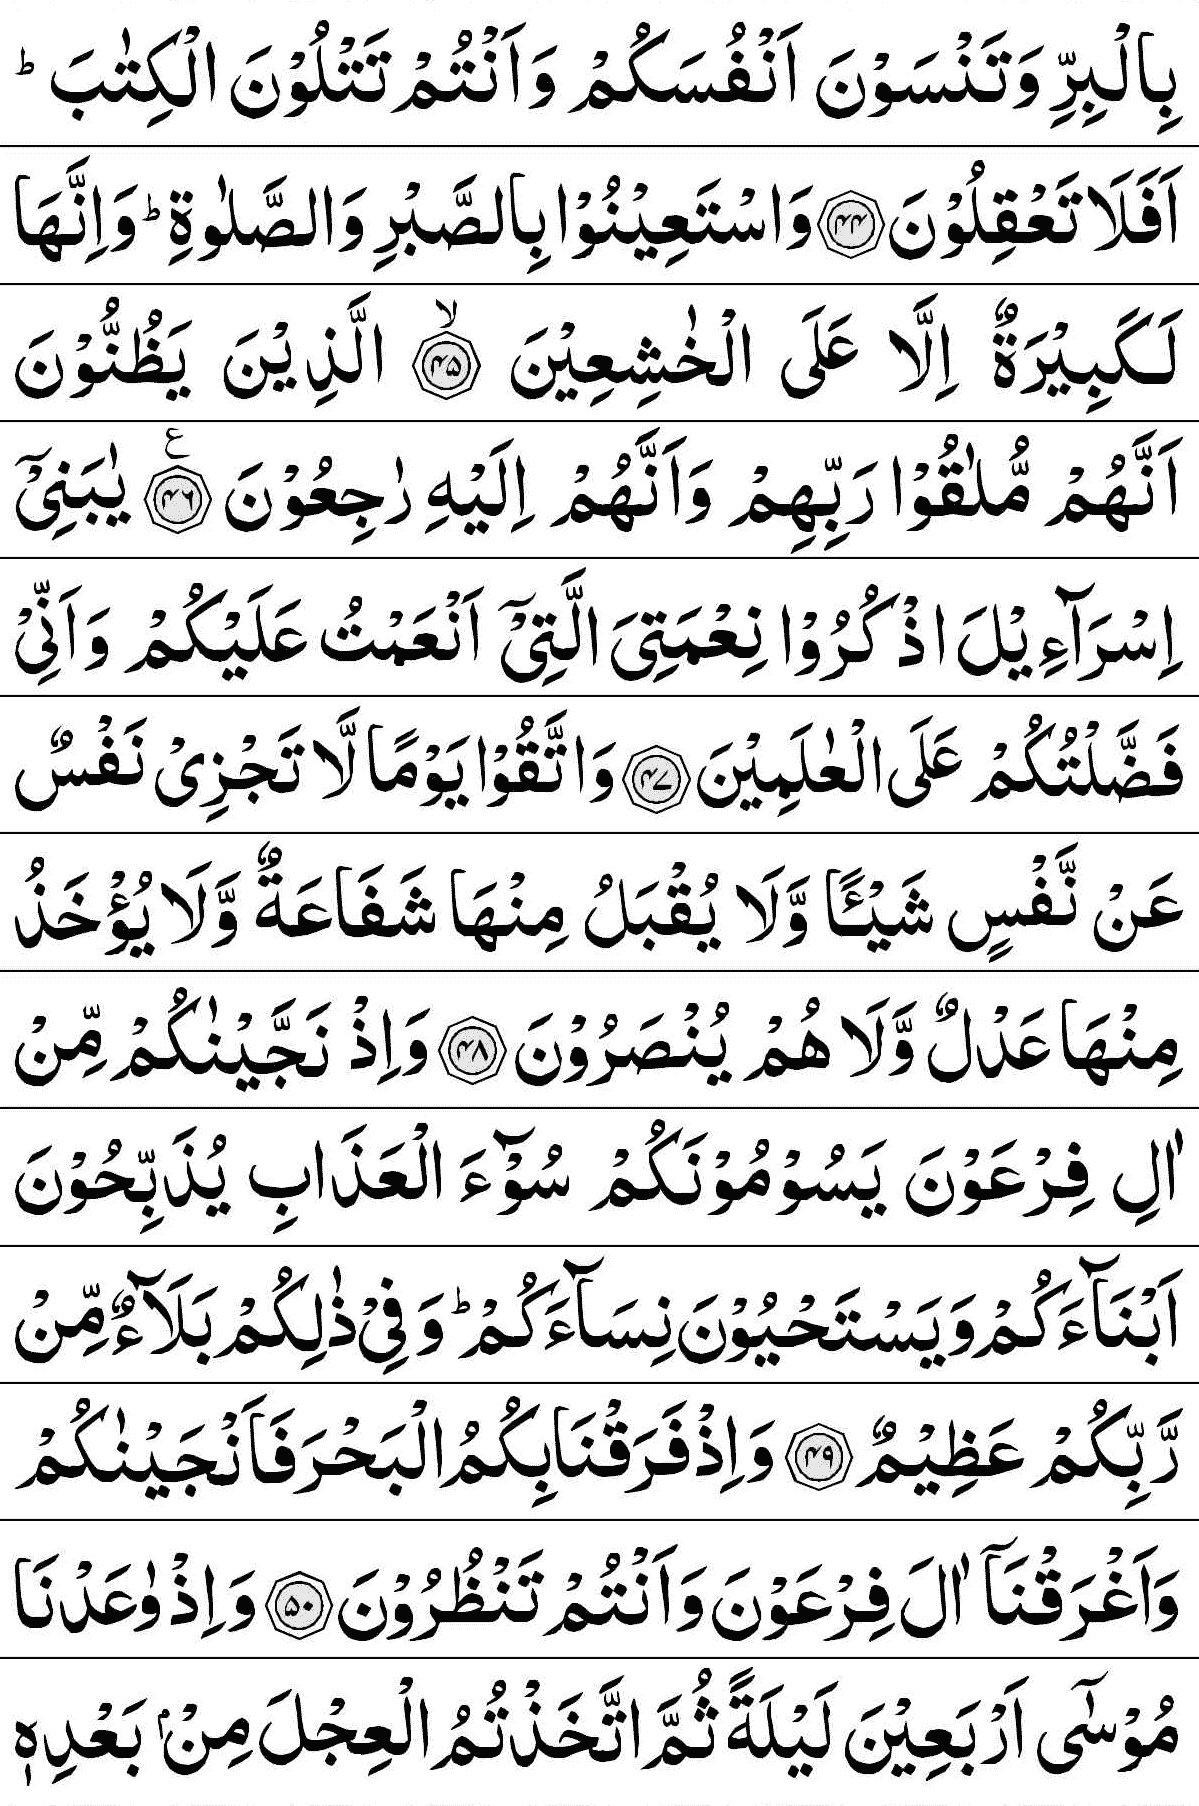 بِالْبِرِّ وَتَنْسَوْنَ اَنْفُسَكُمْ وَاَنْتُمْ تَتْلُوْنَ الْكِتٰبَ ؕ
اَفَلَا تَعْقِلُوْنَ ۴۴ وَاسْتَعِيْنُوْا بِالصَّبْرِ وَالصَّلٰوةِ ؕ وَاِنَّهَا
لَكَبِيْرَةٌ اِلَّا عَلَى الْخٰشِعِيْنَ ۙ ۴۵ الَّذِيْنَ يَظُنُّوْنَ
اَنَّهُمْ مُّلٰقُوْا رَبِّهِمْ وَاَنَّهُمْ اِلَيْهِ رٰجِعُوْنَ ع ۴۶ يٰبَنِيْٓ
اِسْرَآءِيْلَ اذْكُرُوْا نِعْمَتِيَ الَّتِيْٓ اَنْعَمْتُ عَلَيْكُمْ وَاَنِّيْ
فَضَّلْتُكُمْ عَلَى الْعٰلَمِيْنَ ۴۷ وَاتَّقُوْا يَوْمًا لَّا تَجْزِيْ نَفْسٌ
عَنْ نَّفْسٍ شَيْـًٔا وَّلَا يُقْبَلُ مِنْهَا شَفَاعَةٌ وَّلَا يُؤْخَذُ
مِنْهَا عَدْلٌ وَّلَا هُمْ يُنْصَرُوْنَ ۴۸ وَاِذْ نَجَّيْنٰكُمْ مِّنْ
اٰلِ فِرْعَوْنَ يَسُوْمُوْنَكُمْ سُوْٓءَ الْعَذَابِ يُذَبِّحُوْنَ
اَبْنَآءَكُمْ وَيَسْتَحْيُوْنَ نِسَآءَكُمْ ؕ وَفِيْ ذٰلِكُمْ بَلَآءٌ مِّنْ
رَّبِّكُمْ عَظِيْمٌ ۴۹ وَاِذْ فَرَقْنَا بِكُمُ الْبَحْرَ فَاَنْجَيْنٰكُمْ
وَاَغْرَقْنَآ اٰلَ فِرْعَوْنَ وَاَنْتُمْ تَنْظُرُوْنَ ۵۰ وَاِذْ وٰعَدْنَا
مُوْسٰٓى اَرْبَعِيْنَ لَيْلَةً ثُمَّ اتَّخَذْتُمُ الْعِجْلَ مِنْۢ بَعْدِهٖ